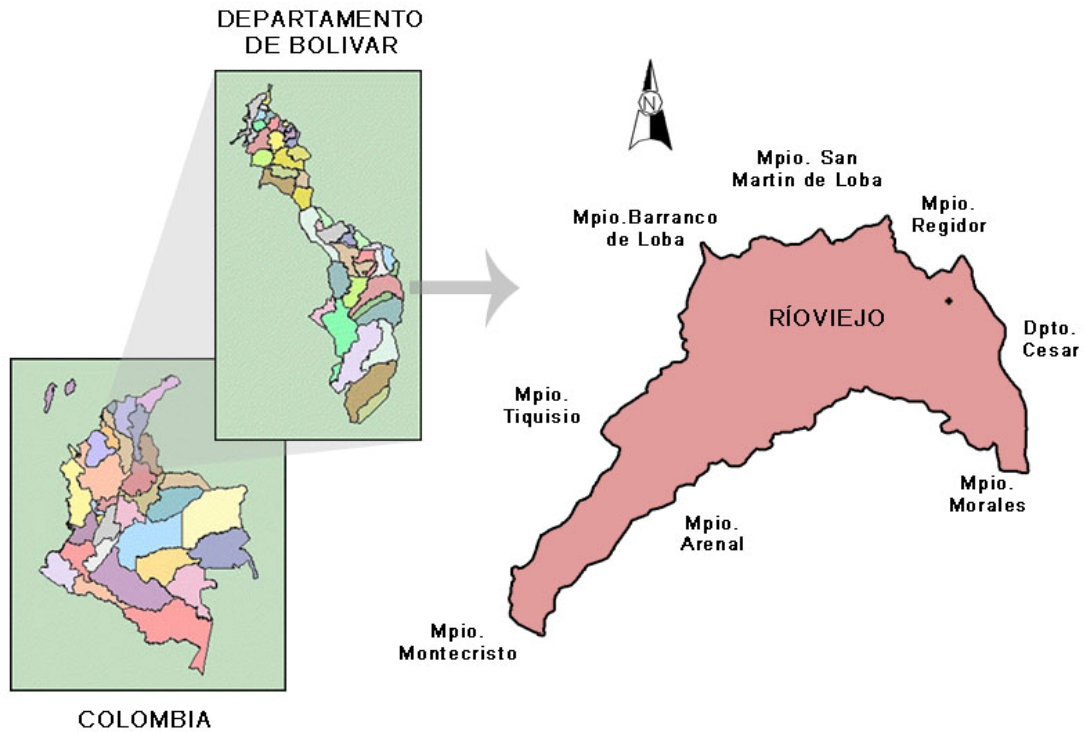 DEPARTAMENTO
DE BOLIVAR
N
Mpio. San
Martin de Loba
Mpio.
Regidor
Mpio.Barranco
de Loba
RÍOVIEJO
Dpto.
Cesar
Mpio.
Tiquisio
Mpio.
Morales
Mpio.
Arenal
Mpio.
Montecristo
COLOMBIA